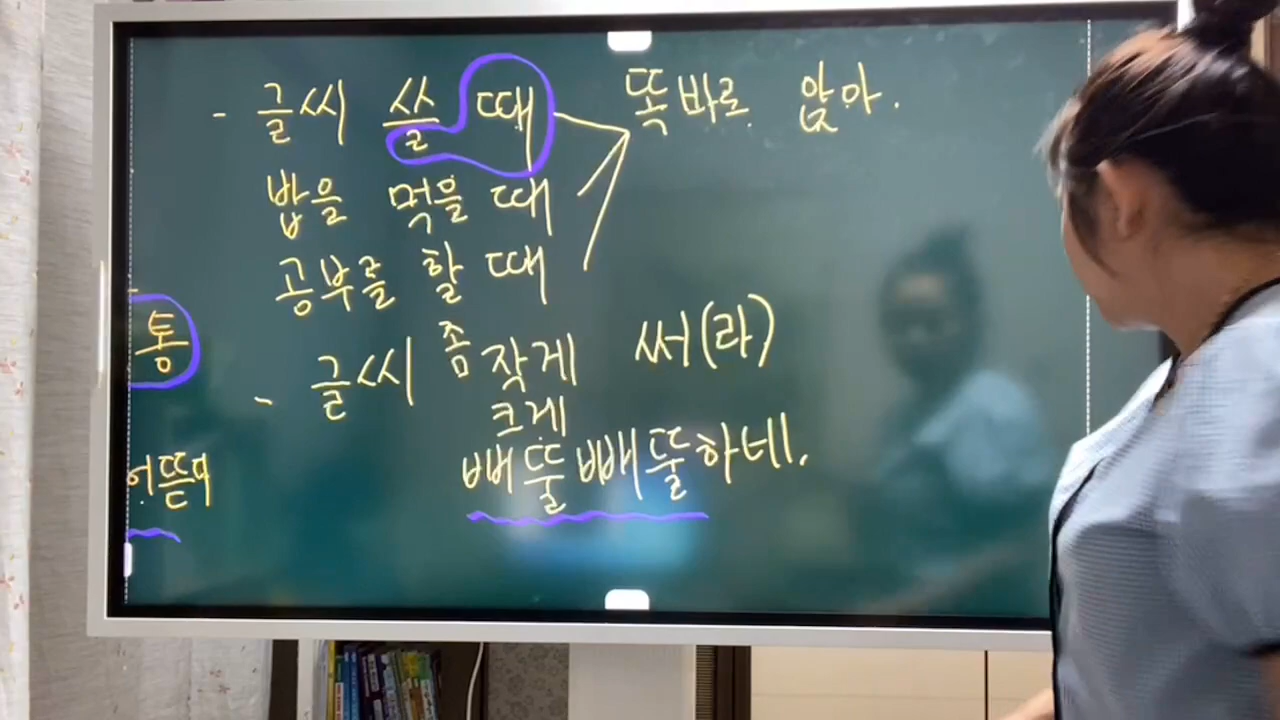 - 글씨 쓸 때 똑바로 앉아.
밥을 먹을 때
공부를 할 때
통
- 글씨 좀 작게 써(라)
크게
삐뚤빼뚤하네.